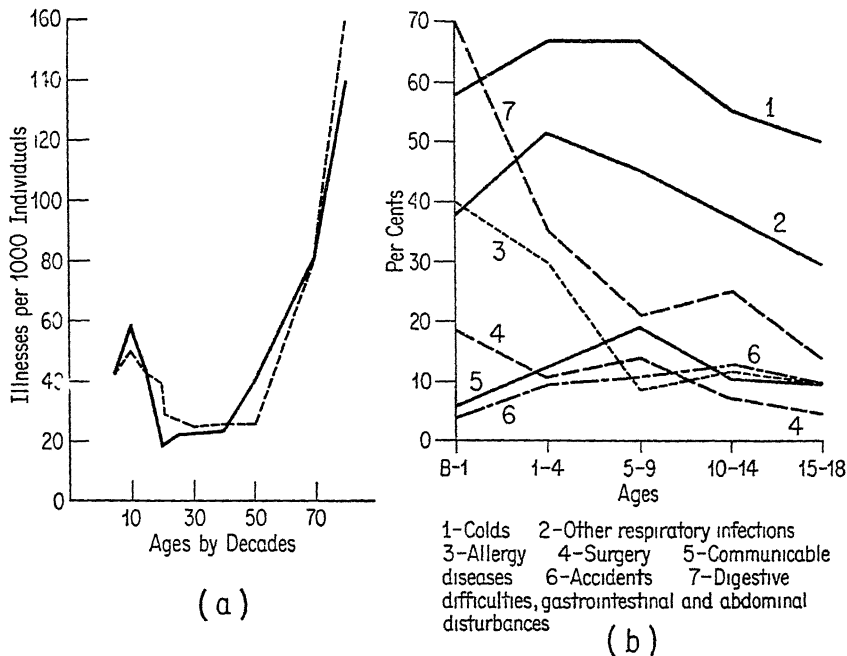 160
140
120
100
80
60
40
20
0
Illnesses per 1000 Individuals
10 30 50 70
Ages by Decades
(a)
70
60
50
40
30
20
10
0
Per Cents
7
1
2
3
4
5
6
6
4
B-1 1-4 5-9 10-14 15-18
Ages
1-Colds 2-Other respiratory infections
3-Allergy 4-Surgery 5-Communicable
diseases 6-Accidents 7-Digestive
difficulties, gastrointestinal and abdominal
disturbances
(b)